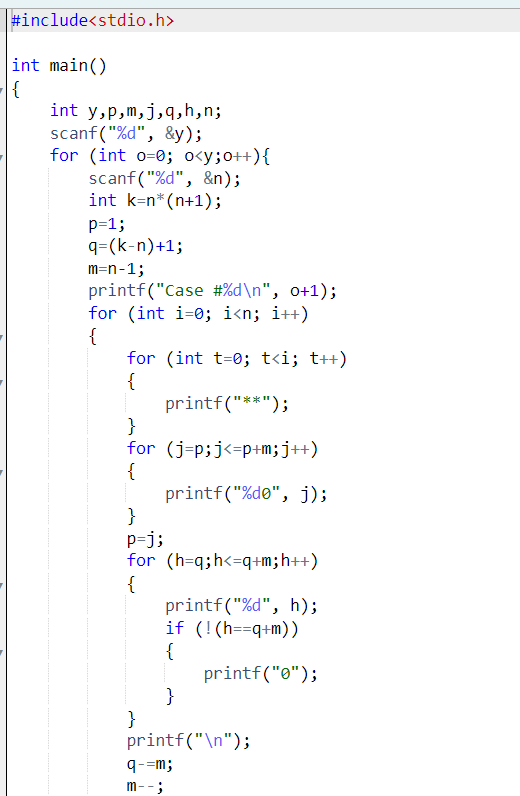 #include<stdio.h>
int main()
{
    int y,p,m,j,q,h,n;
    scanf("%d", &y);
    for (int o=0; o<y;o++){
        scanf("%d", &n);
        int k=n*(n+1);
        p=1;
        q=(k-n)+1;
        m=n-1;
        printf("Case #%d\n", o+1);
        for (int i=0; i<n; i++)
        {
            for (int t=0; t<i; t++)
            {
                printf("**");
            }
            for (j=p;j<=p+m;j++)
            {
                printf("%d0", j);
            }
            p=j;
            for (h=q;h<=q+m;h++)
            {
                printf("%d", h);
                if (!(h==q+m))
                {
                    printf("0");
                }
            }
            printf("\n");
            q-=m;
            m--;